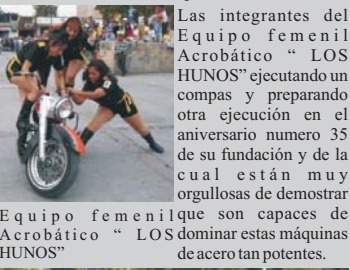 Las integrantes del
Equipo femenil
Acrobático “ LOS
HUNOS” ejecutando un
compas y preparando
otra ejecución en el
aniversario numero 35
de su fundación y de la
cual están muy
orgullosas de demostrar
que son capaces de
dominar estas máquinas
de acero tan potentes.
Equipo femenil
Acrobático “ LOS
HUNOS”